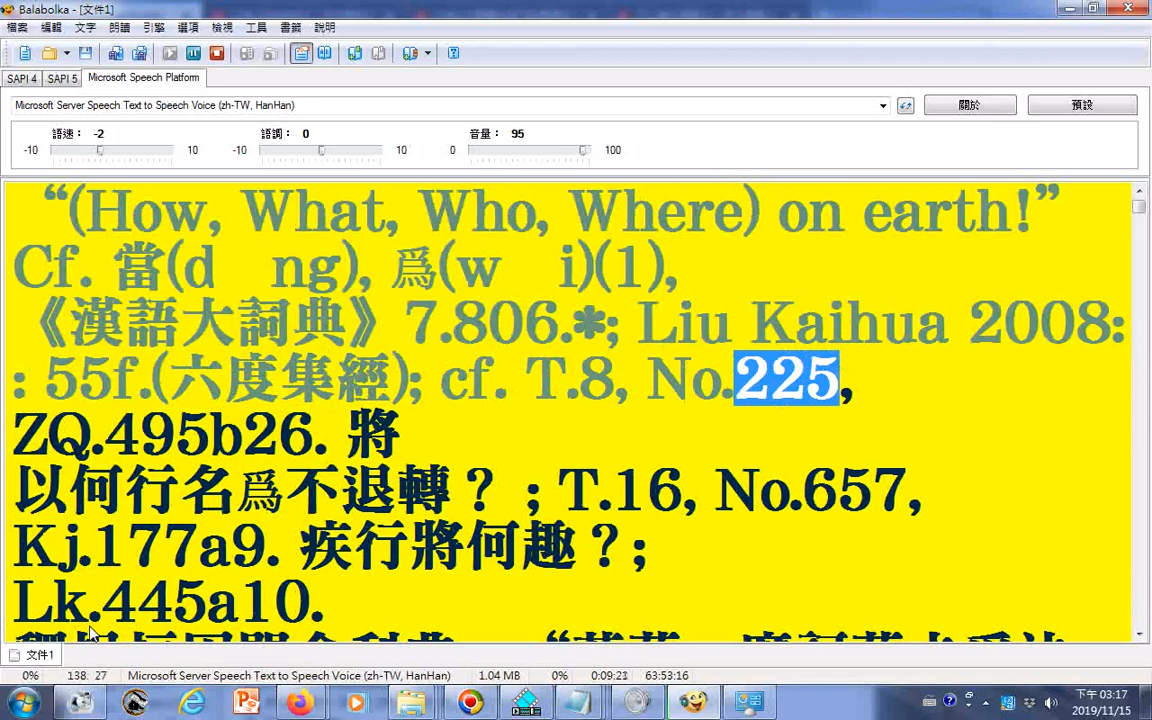 Balabolka - [文件1]
檔案 編輯 文字 朗讀 引擎 選項 檢視 工具 書籤 說明
SAPI 4 SAPI 5 Microsoft Speech Platform
Microsoft Server Speech Text to Speech Voice (zh-TW, HanHan) 關於 預設
語速： -2 語調： 0 音量： 95
-10 10 -10 10 0 100
“(How, What, Who, Where) on earth!”
Cf. 當(d ng), 爲(w i)(1),
《漢語大詞典》 7.806.*; Liu Kaihua 2008:
: 55f.(六度集經); cf. T.8, No.225,
ZQ.495b26. 將
以何行名爲不退轉？ ; T.16, No.657,
Kj.177a9. 疾行將何趣？;
Lk.445a10.
文件1
0% 138: 27 Microsoft Server Speech Text to Speech Voice (zh-TW, HanHan) 1.04 MB 0% 0:09:21 63:53:16
下午 03:17
2019/11/15